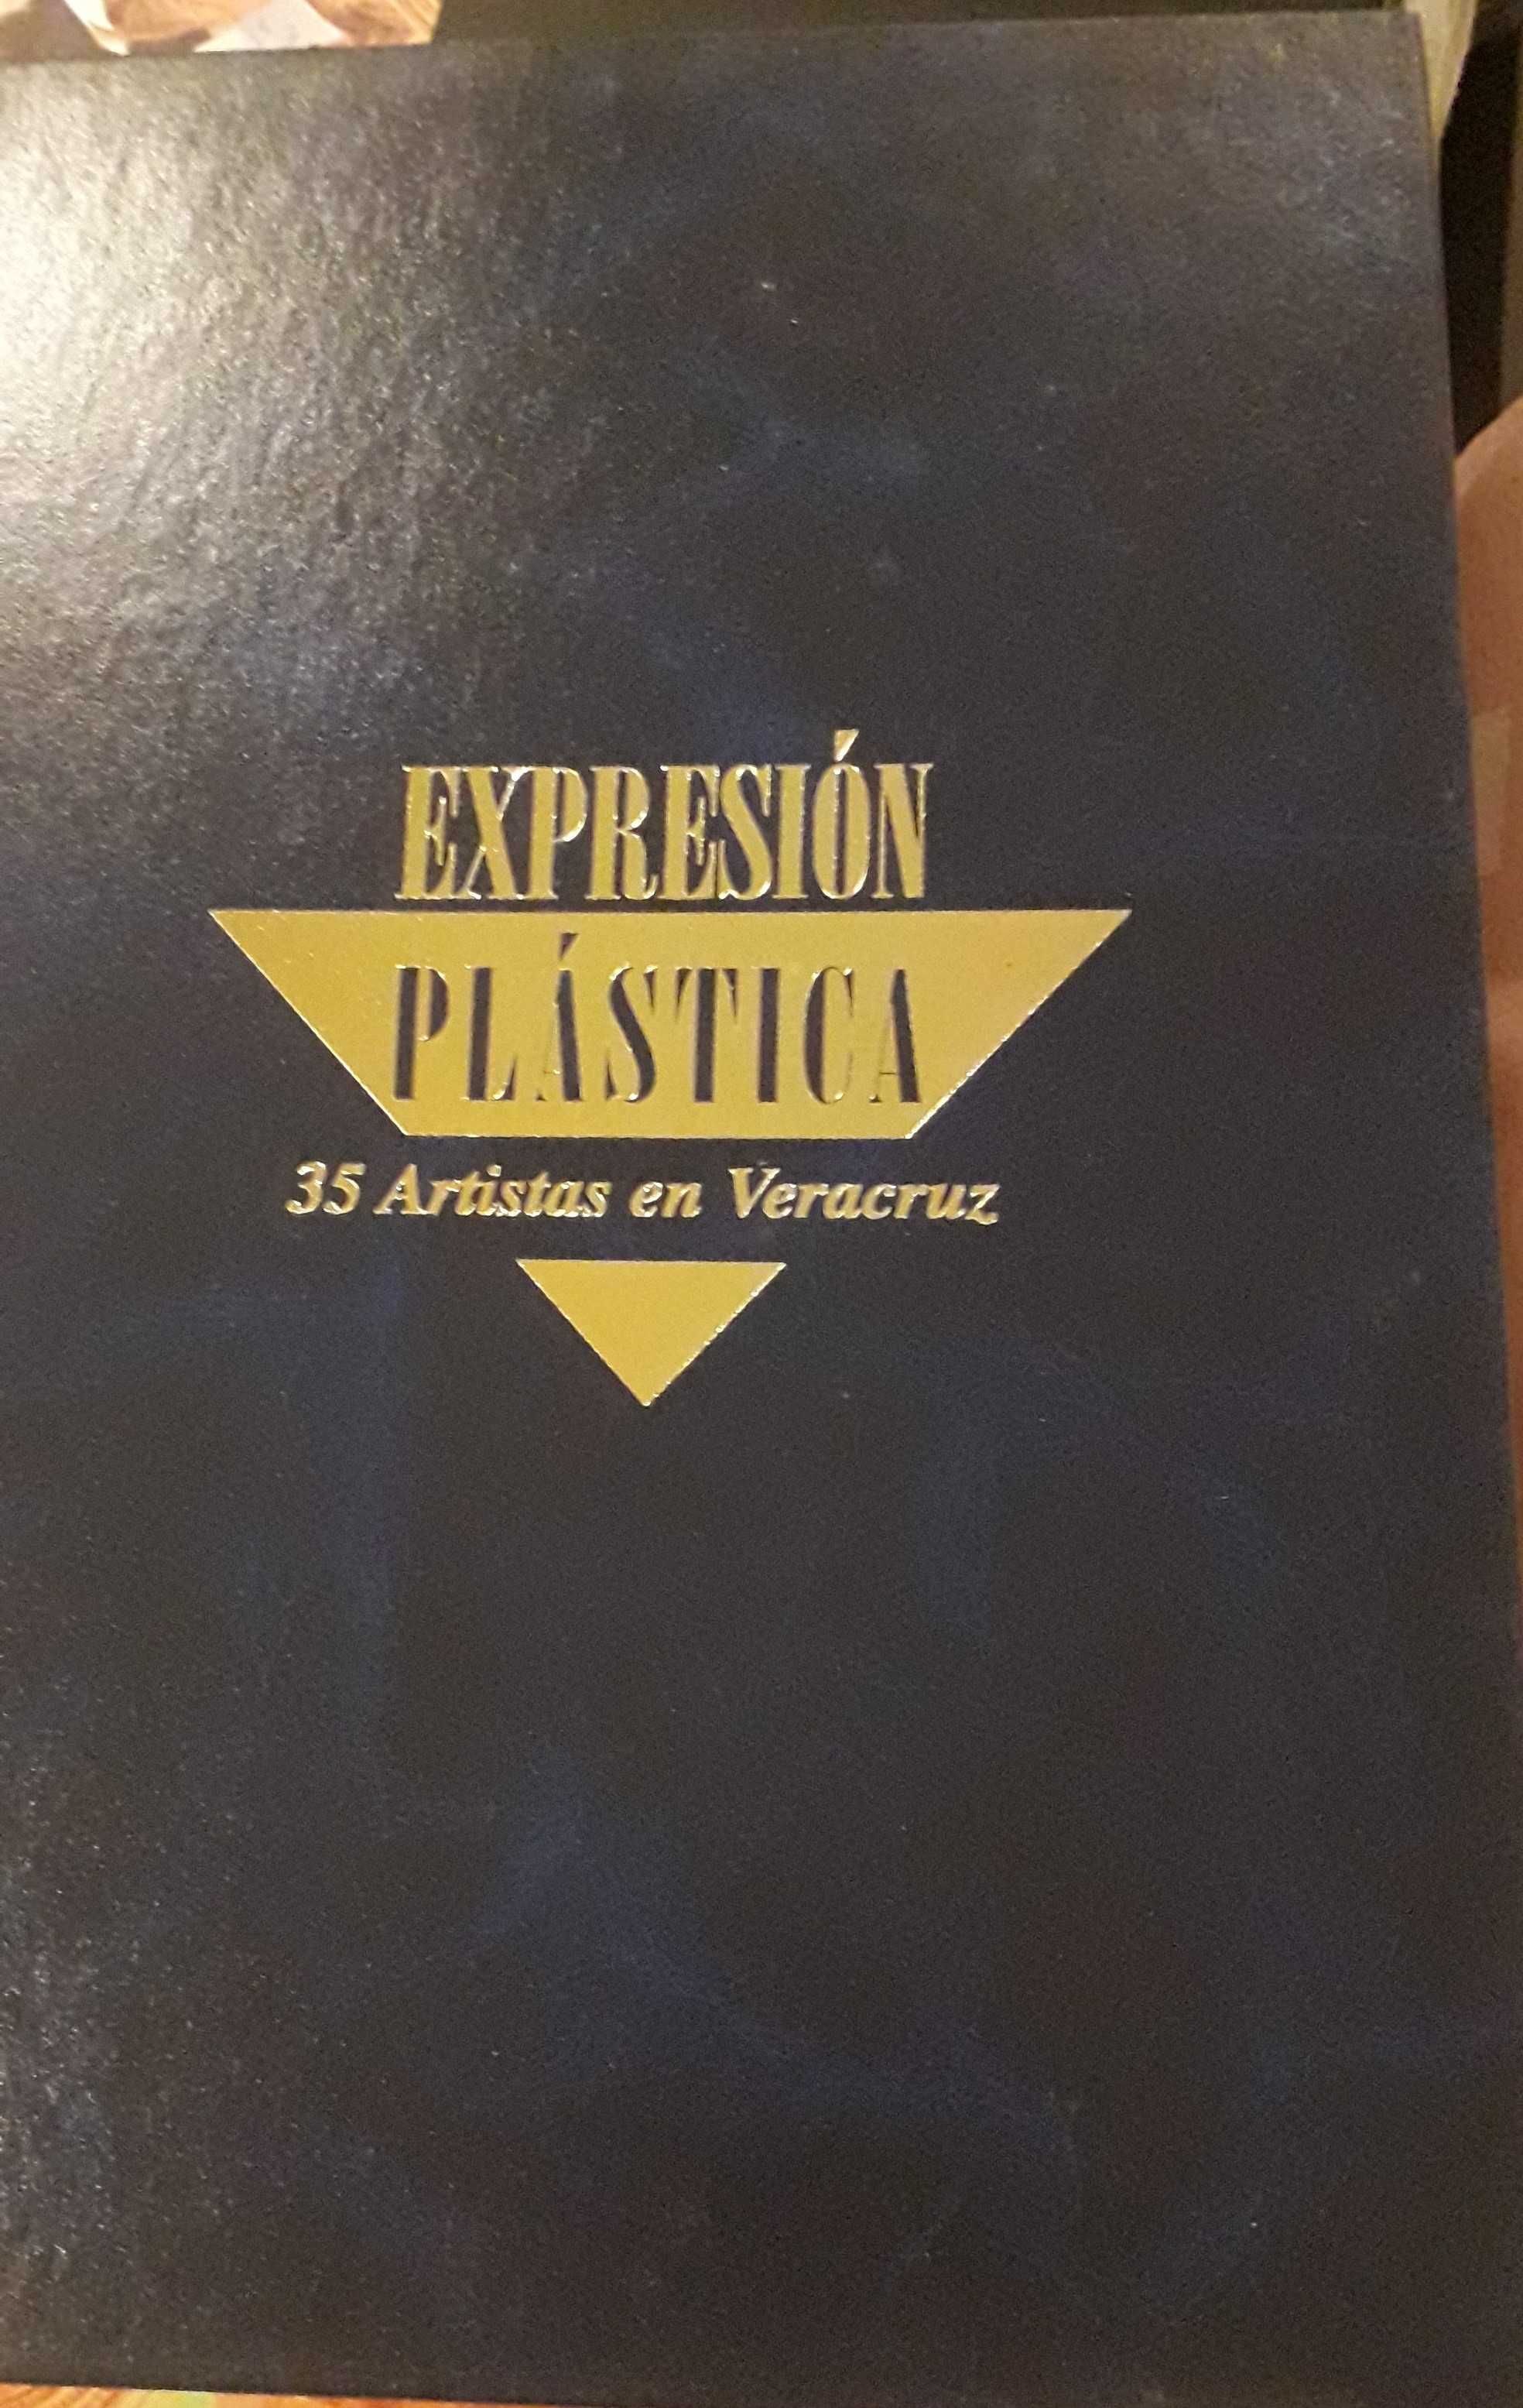 EXPRESIÓN
PLÁSTICA
35 Artistas en Veracruz